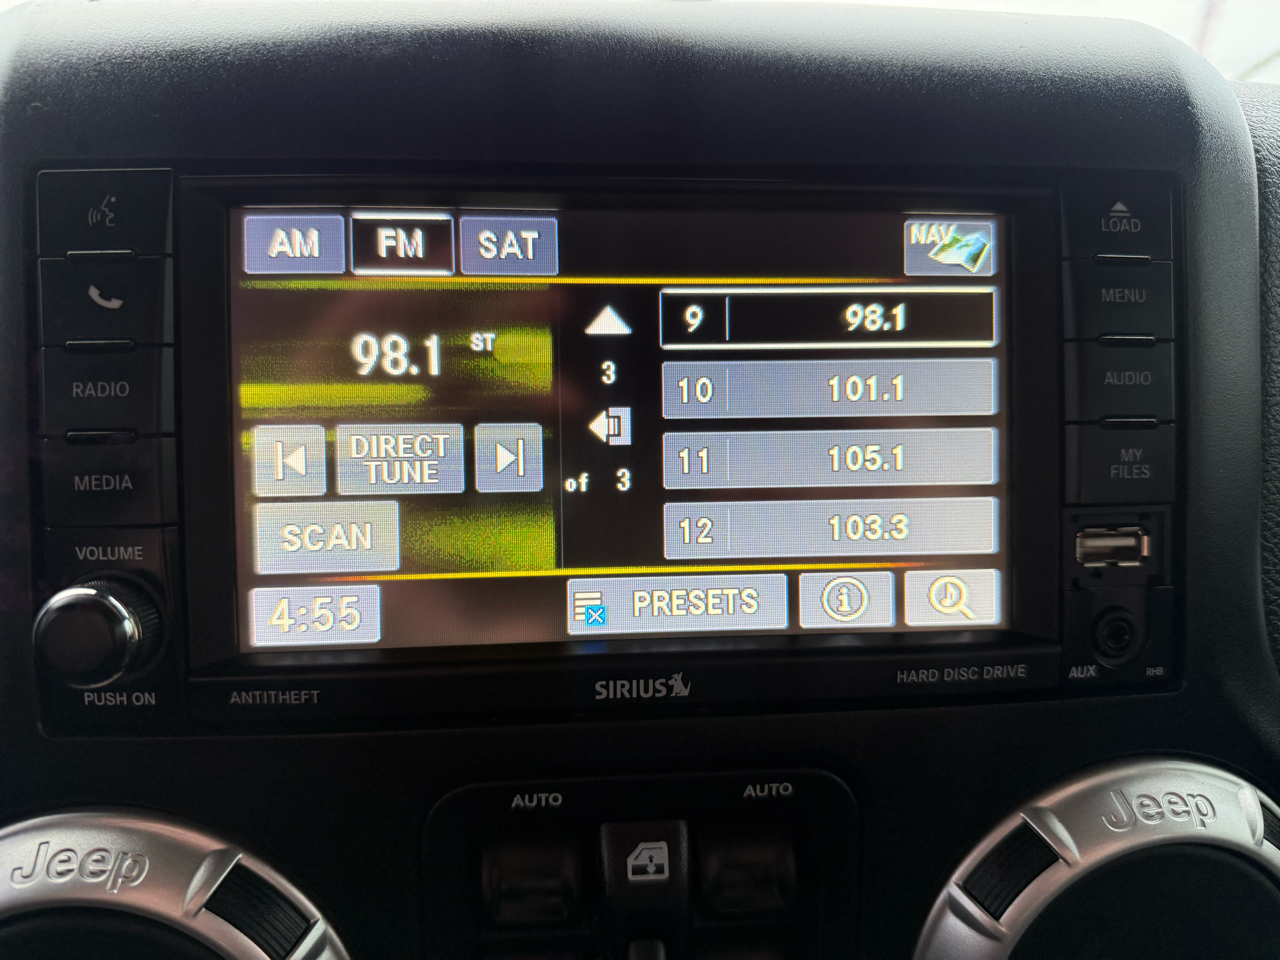 AM FM SAT NAV
98.1 ST
DIRECT
TUNE
SCAN
4:55
3
of 3
9 98.1
10 101.1
11 105.1
12 103.3
PRESETS
i
RADIO
MEDIA
VOLUME
PUSH ON
LOAD
MENU
AUDIO
MY
FILES
AUX
RHB
ANTITHEFT
SIRIUS
HARD DISC DRIVE
AUTO
AUTO
Jeep
Jeep